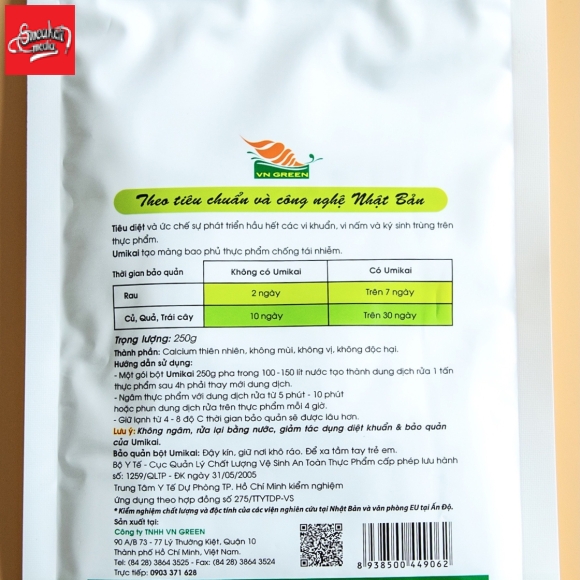 Smoukei
media
VN GREEN
Theo tiêu chuẩn và công nghệ Nhật Bản
Tiêu diệt và ức chế sự phát triển hầu hết các vi khuẩn, vi nấm và ký sinh trùng trên
thực phẩm.
Umikai tạo màng bao phủ thực phẩm chống tái nhiễm.
Thời gian bảo quản Không có Umikai Có Umikai
Rau 2 ngày Trên 7 ngày
Củ, Quả, Trái cây 10 ngày Trên 30 ngày
Trọng lượng: 250g
Thành phần: Calcium thiên nhiên, không mùi, không vị, không độc hại.
Hướng dẫn sử dụng:
- Một gói bột Umikai 250g pha trong 100 -150 lít nước tạo thành dung dịch rửa 1 tấn
thực phẩm sau 4h phải thay mới dung dịch.
- Ngâm thực phẩm với dung dịch rửa từ 5 phút - 10 phút
hoặc phun dung dịch rửa trên thực phẩm mỗi 4 giờ.
- Giữ lạnh từ 4 - 8 độ C thời gian bảo quản sẽ được lâu hơn.
Lưu ý: Không ngâm, rửa lại bằng nước, giảm tác dụng diệt khuẩn & bảo quản
của Umikai.
Bảo quản bột Umikai: Đậy kín, giữ nơi khô ráo. Để xa tầm tay trẻ em.
Bộ Y Tế - Cục Quản Lý Chất Lượng Vệ Sinh An Toàn Thực Phẩm cấp phép lưu hành
số: 1259/QLTP - ĐK ngày 31/05/2005
Trung Tâm Y Tế Dự Phòng TP. Hồ Chí Minh kiểm nghiệm
ứng dụng theo hợp đồng số 275/TTYTDP-VS
* Kiểm nghiệm chất lượng và độc tính của các viện nghiên cứu tại Nhật Bản và văn phòng EU tại Ấn Độ.
Sản xuất tại:
Công ty TNHH VN GREEN
90 A/B 73 - 77 Lý Thường Kiệt, Quận 10
Thành phố Hồ Chí Minh, Việt Nam.
Tel: (84 28) 3864 3525 - Fax: (84 28) 3864 3524
Trực tiếp: 0903 371 628
8 938500 449062